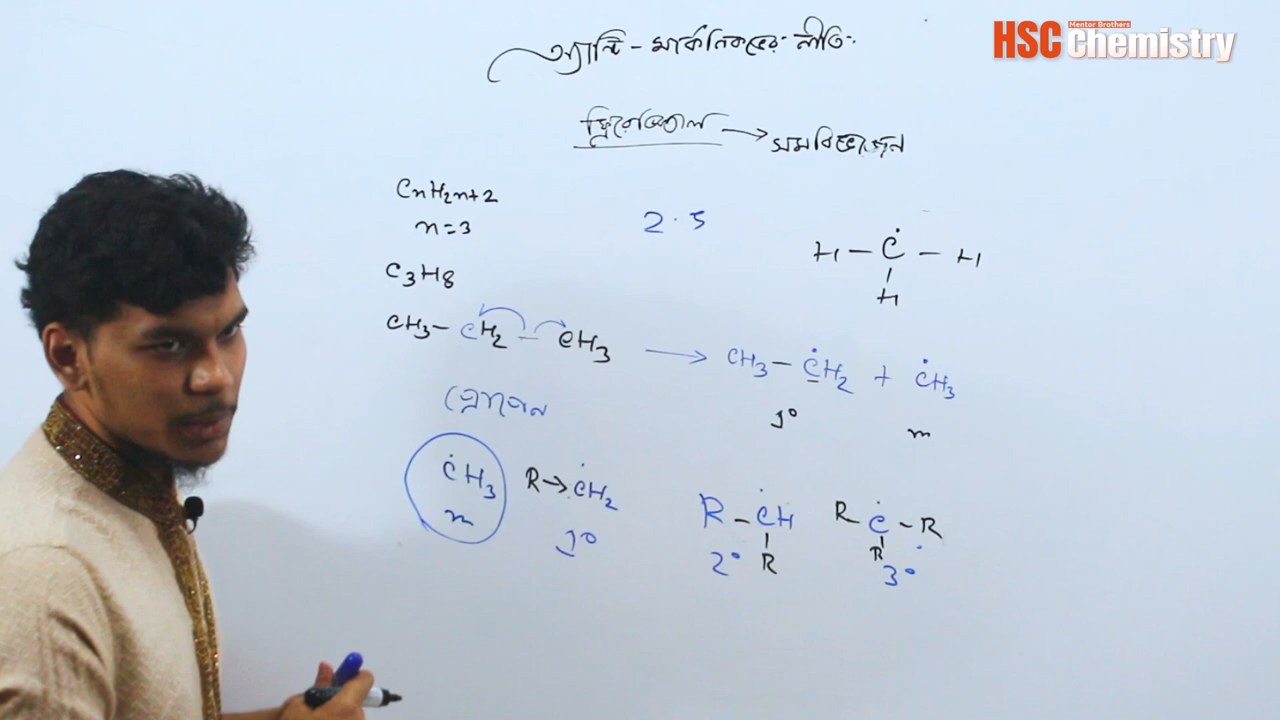 HSC Mentor Brothers Chemistry
অ্যান্টি - মার্কনিকভের নীতি:
ফ্রিরেডিক্যাল → সমবিভাজন
CnH2n+2
n=3
2.5
C3H8
H — Ċ — H
H
CH3 — CH2 — CH3 → CH3 — ĊH2 + ĊH3
1° m
প্রোপেন
ĊH3 R→ĊH2 R — ĊH R Ċ — R
R R
m 1° 2° 3°